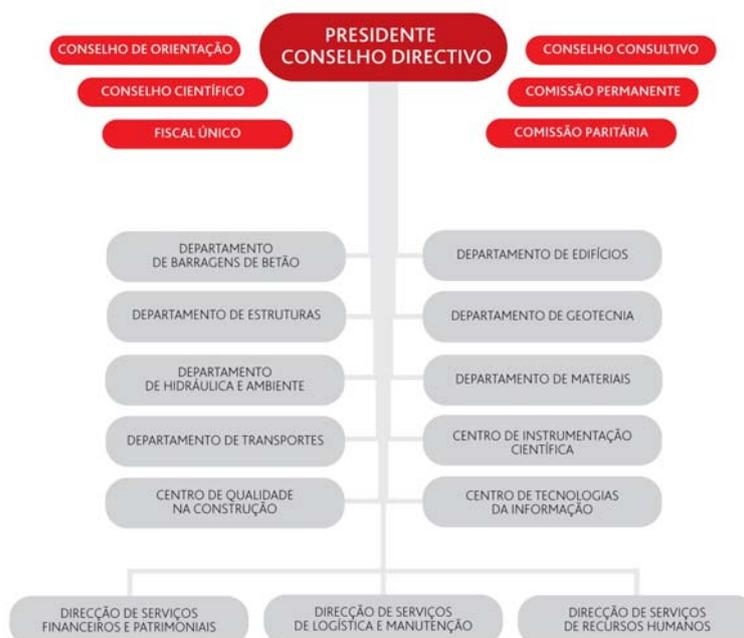 PRESIDENTE
CONSELHO DIRECTIVO
CONSELHO DE ORIENTAÇÃO
CONSELHO CONSULTIVO
CONSELHO CIENTÍFICO
COMISSÃO PERMANENTE
FISCAL ÚNICO
COMISSÃO PARITÁRIA
DEPARTAMENTO
DE BARRAGENS DE BETÃO
DEPARTAMENTO DE EDIFÍCIOS
DEPARTAMENTO DE ESTRUTURAS
DEPARTAMENTO DE GEOTECNIA
DEPARTAMENTO
DE HIDRÁULICA E AMBIENTE
DEPARTAMENTO DE MATERIAIS
DEPARTAMENTO DE TRANSPORTES
CENTRO DE INSTRUMENTAÇÃO
CIENTÍFICA
CENTRO DE QUALIDADE
NA CONSTRUÇÃO
CENTRO DE TECNOLOGIAS
DA INFORMAÇÃO
DIRECÇÃO DE SERVIÇOS
FINANCEIROS E PATRIMONIAIS
DIRECÇÃO DE SERVIÇOS
DE LOGÍSTICA E MANUTENÇÃO
DIRECÇÃO DE SERVIÇOS
DE RECURSOS HUMANOS